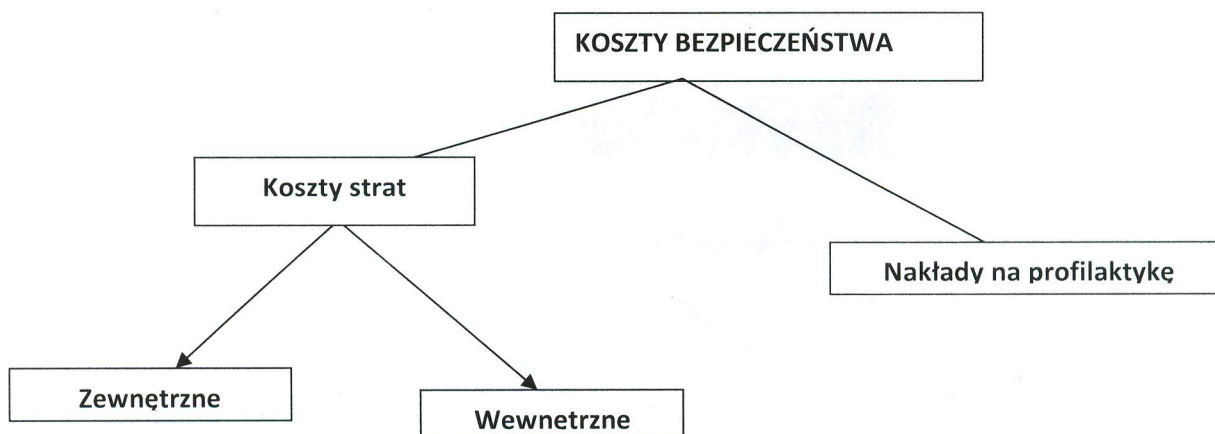 KOSZTY BEZPIECZEŃSTWA
Koszty strat
Nakłady na profilaktykę
Zewnętrzne
Wewnetrzne